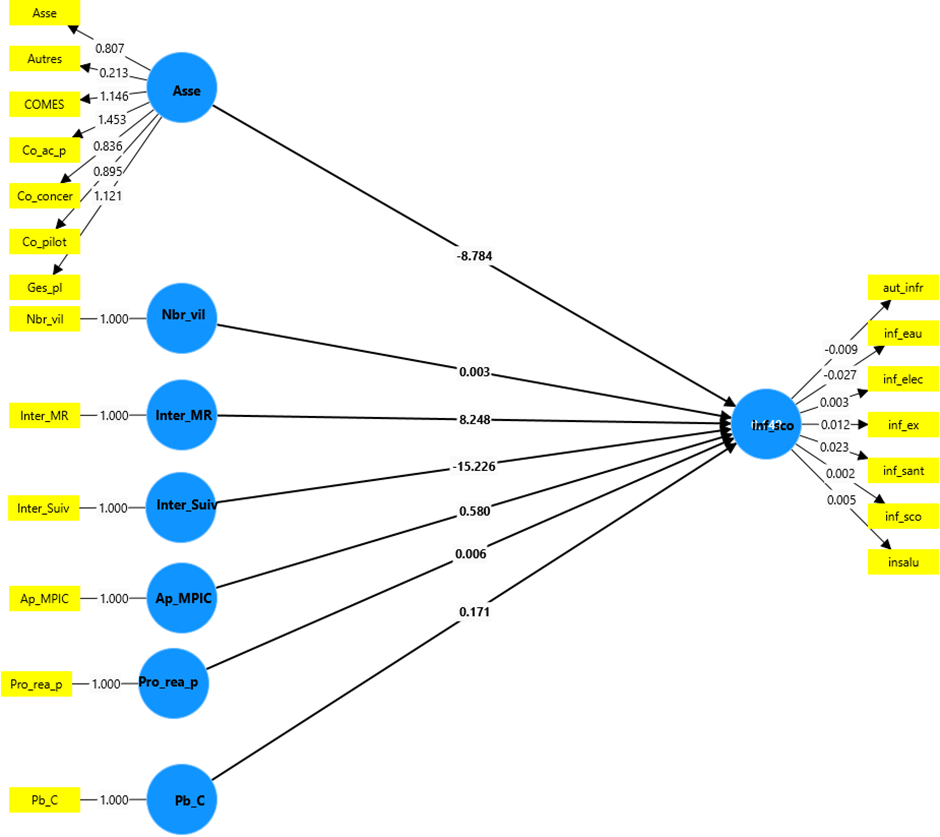 Asse
0.807
Autres
0.213
Asse
COMES
1.146
1.453
Co_ac_p
0.836
0.895
Co_concer
1.121
Co_pilot
-8.784
Ges_pl
aut_infr
Nbr_vil
1.000
Nbr_vil
inf_eau
-0.009
0.003
-0.027
inf_elec
0.003
Inter_MR
1.000
Inter_MR
8.248
Inf_sco
0.012
inf_ex
0.023
-15.226
inf_sant
0.002
0.005
Inter_Suiv
1.000
Inter_Suiv
0.580
inf_sco
0.006
insalu
Ap_MPIC
1.000
Ap_MPIC
0.171
Pro_rea_p
1.000
Pro_rea_p
Pb_C
1.000
Pb_C